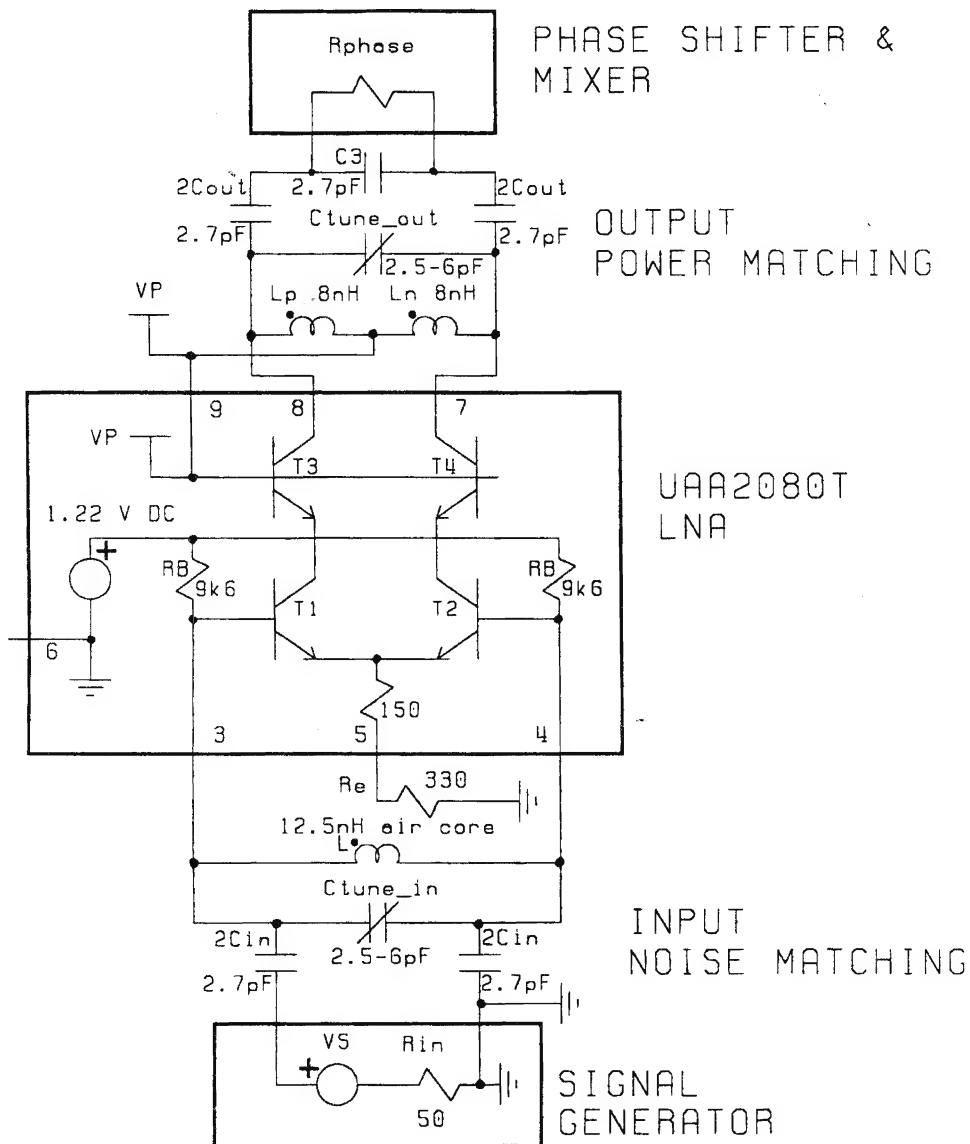 Rphase
PHASE SHIFTER &
MIXER
C3
2.7pF
2Cout
2Cout
2.7pF
2.7pF
Ctune_out
2.5-6pF
OUTPUT
POWER MATCHING
VP
Lp .8nH
Ln 8nH
9
8
7
VP
T3
T4
UAA2080T
LNA
1.22 V DC
+
RB
9k6
RB
9k6
T1
T2
6
150
3
5
4
Re
330
12.5nH air core
L
Ctune_in
2Cin
2Cin
2.5-6pF
2.7pF
2.7pF
INPUT
NOISE MATCHING
VS
Rin
+
50
SIGNAL
GENERATOR